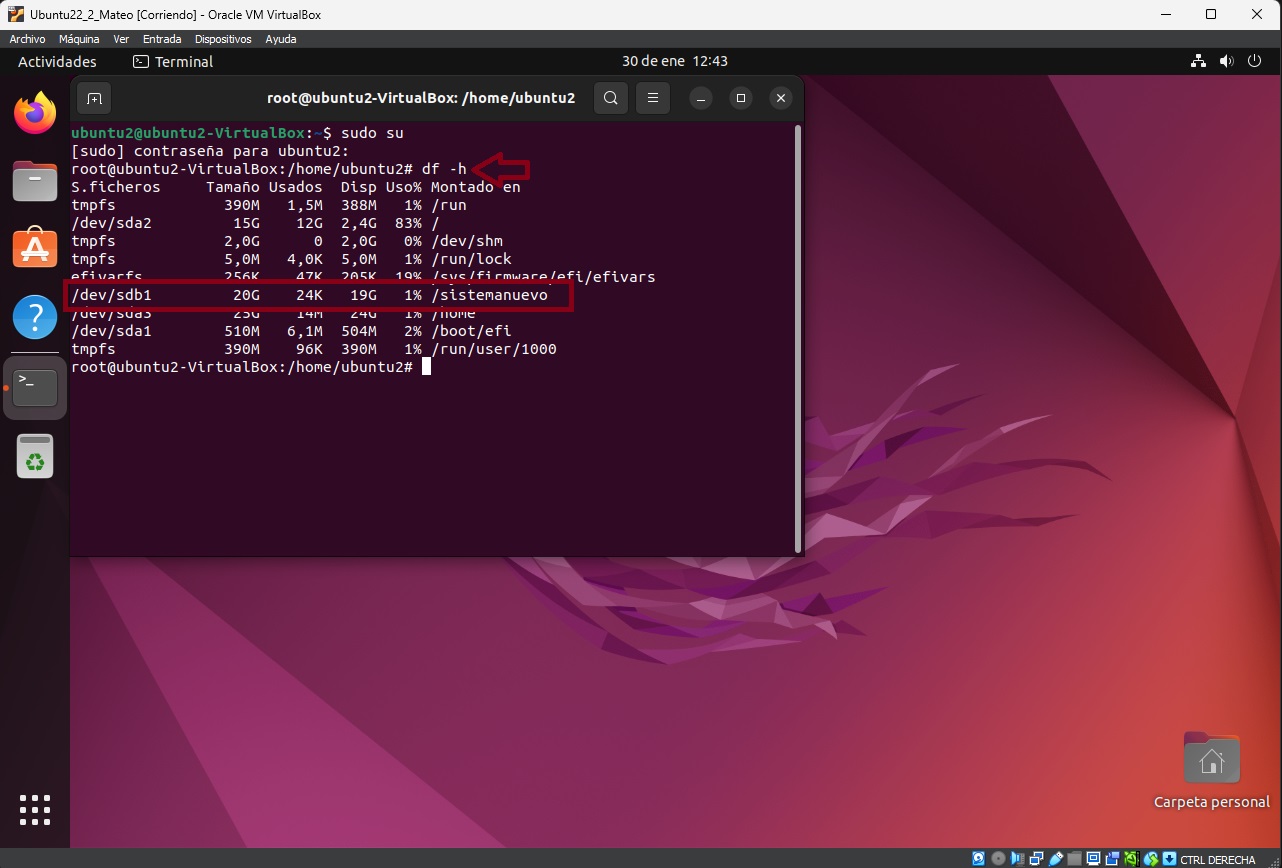 Ubuntu22_2_Mateo [Corriendo] - Oracle VM VirtualBox
Archivo Máquina Ver Entrada Dispositivos Ayuda
Actividades Terminal 30 de ene 12:43
root@ubuntu2-VirtualBox: /home/ubuntu2
ubuntu2@ubuntu2-VirtualBox:~$ sudo su
[sudo] contraseña para ubuntu2:
root@ubuntu2-VirtualBox:/home/ubuntu2# df -h
S.ficheros Tamaño Usados Disp Uso% Montado en
tmpfs 390M 1,5M 388M 1% /run
/dev/sda2 15G 12G 2,4G 83% /
tmpfs 2,0G 0 2,0G 0% /dev/shm
tmpfs 5,0M 4,0K 5,0M 1% /run/lock
efivarfs 256K 47K 205K 19% /sys/firmware/efi/efivars
/dev/sdb1 20G 24K 19G 1% /sistemanuevo
/dev/sda3 25G 14M 24G 1% /home
/dev/sda1 510M 6,1M 504M 2% /boot/efi
tmpfs 390M 96K 390M 1% /run/user/1000
root@ubuntu2-VirtualBox:/home/ubuntu2#
Carpeta personal
CTRL DERECHA